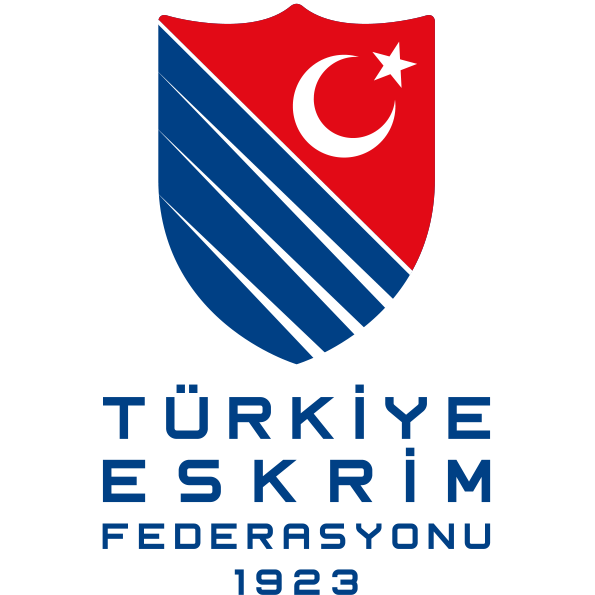 TÜRKİYE
ESKRİM
FEDERASYONU
1923